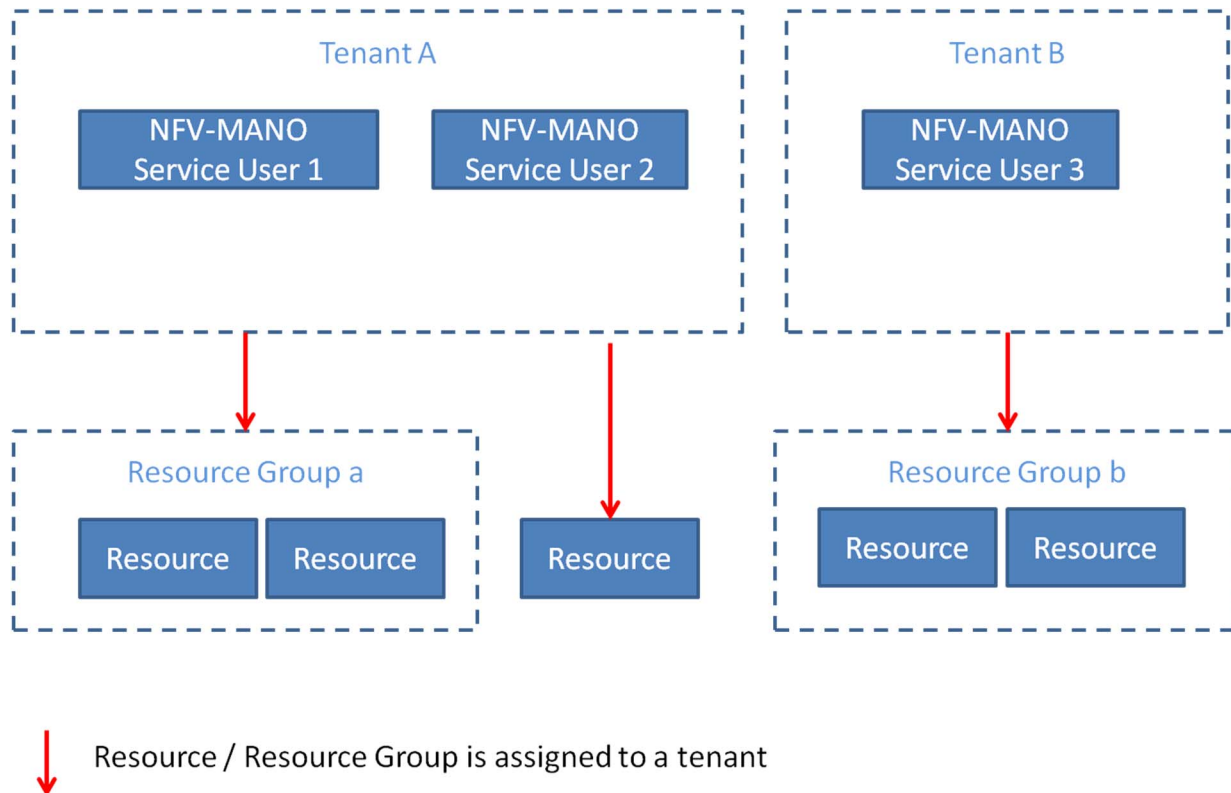 Tenant A
Tenant B
NFV-MANO
Service User 1
NFV-MANO
Service User 2
NFV-MANO
Service User 3
Resource Group a
Resource Group b
Resource
Resource
Resource
Resource
Resource
Resource / Resource Group is assigned to a tenant